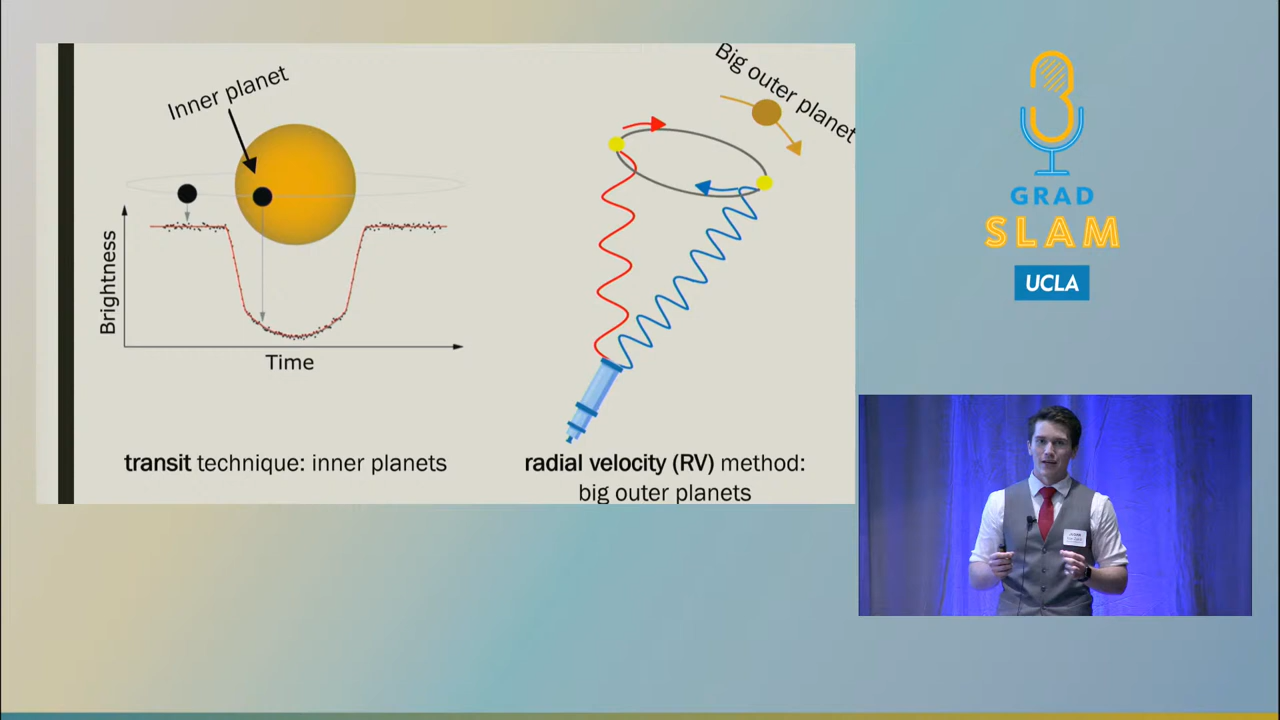 Inner planet
Brightness
Time
transit technique: inner planets
Big outer planet
radial velocity (RV) method:
big outer planets
GRAD
SLAM
UCLA